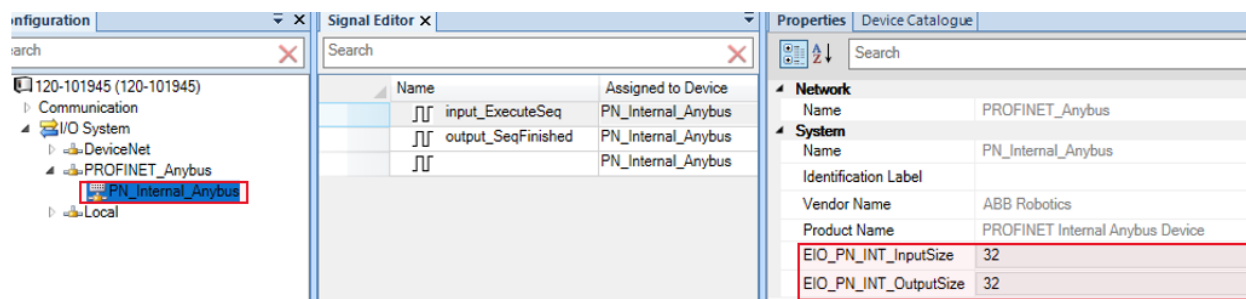 onfiguration
earch
120-101945 (120-101945)
Communication
I/O System
DeviceNet
PROFINET_Anybus
PN_Internal_Anybus
Local
Signal Editor X
Search
Name Assigned to Device
input_ExecuteSeq PN_Internal_Anybus
output_SeqFinished PN_Internal_Anybus
PN_Internal_Anybus
Properties Device Catalogue
Search
Network
Name PROFINET_Anybus
System
Name PN_Internal_Anybus
Identification Label
Vendor Name ABB Robotics
Product Name PROFINET Internal Anybus Device
EIO_PN_INT_InputSize 32
EIO_PN_INT_OutputSize 32